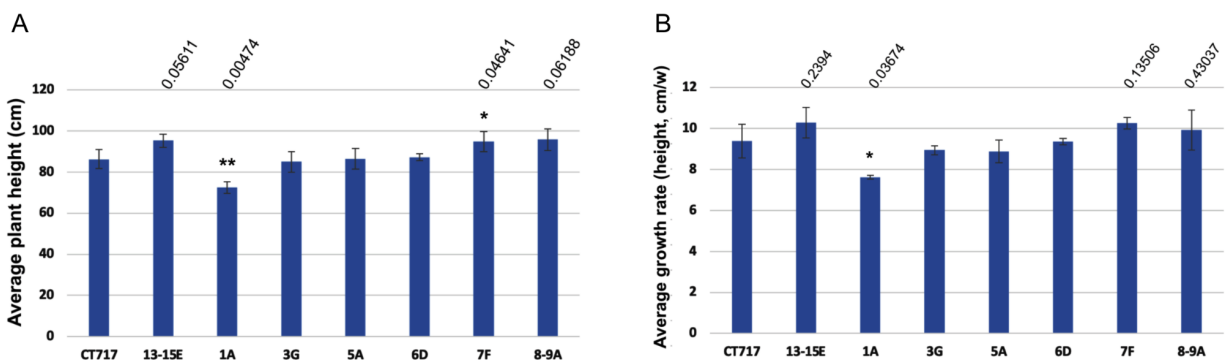 A
0.05611 0.00474 0.04641 0.06188
Average plant height (cm)
120
100
80
60
40
20
0
** *
CT717 13-15E 1A 3G 5A 6D 7F 8-9A
B
0.2394 0.03674 0.13506 0.43037
Average growth rate (height, cm/w)
12
10
8
6
4
2
0
*
CT717 13-15E 1A 3G 5A 6D 7F 8-9A